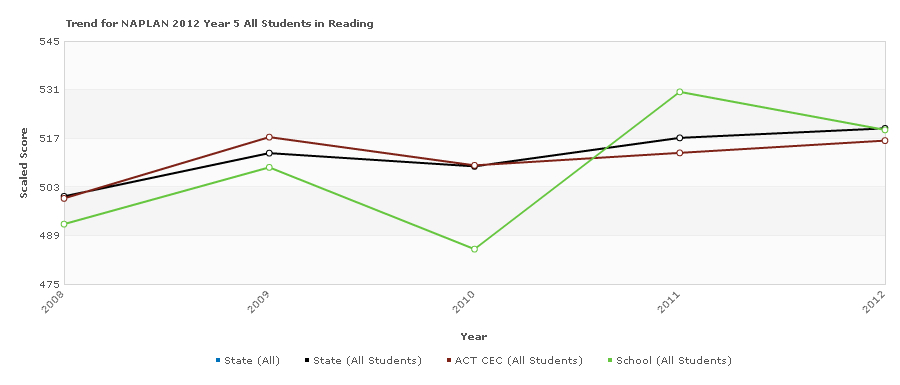 Trend for NAPLAN 2012 Year 5 All Students in Reading
545
531
517
503
489
475
Scaled Score
2008
2009
2010
2011
2012
Year
State (All)
State (All Students)
ACT CEC (All Students)
School (All Students)